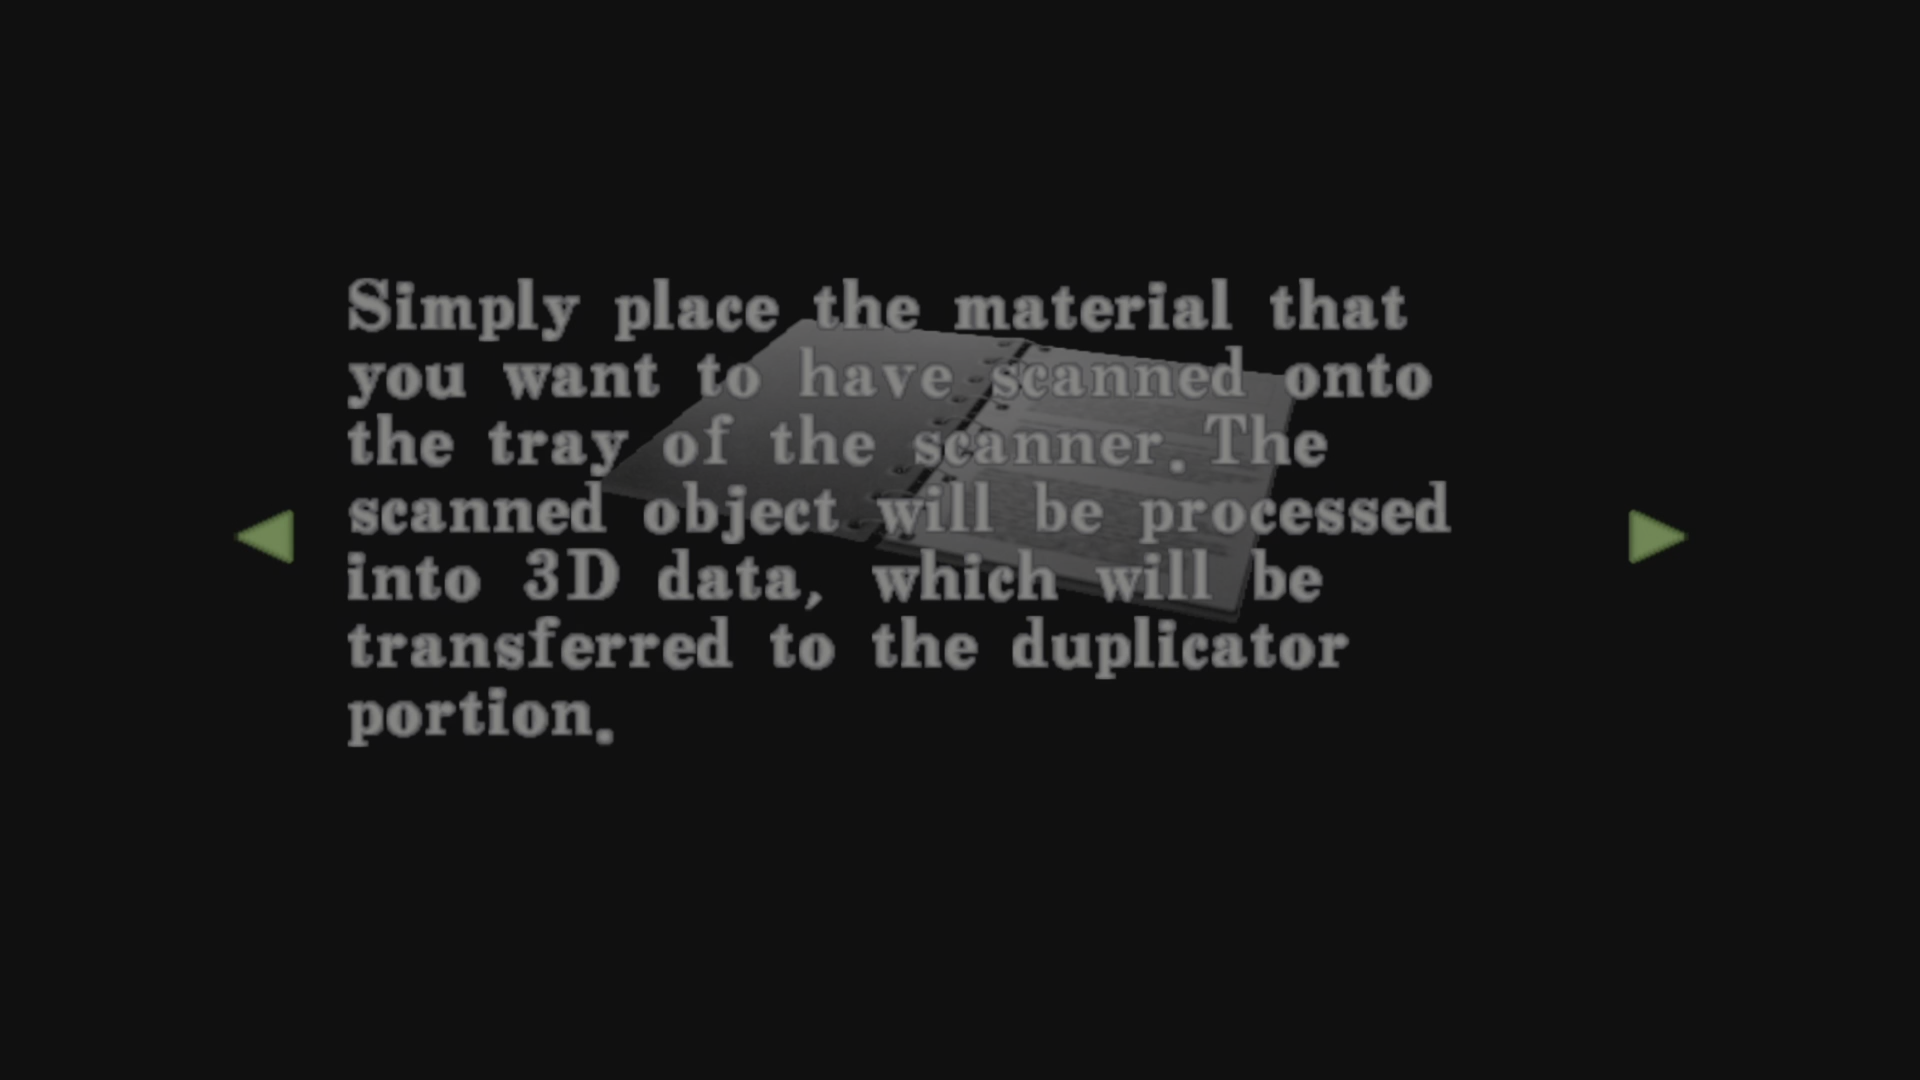 Simply place the material that
you want to have scanned onto
the tray of the scanner. The
scanned object will be processed
into 3D data, which will be
transferred to the duplicator
portion.